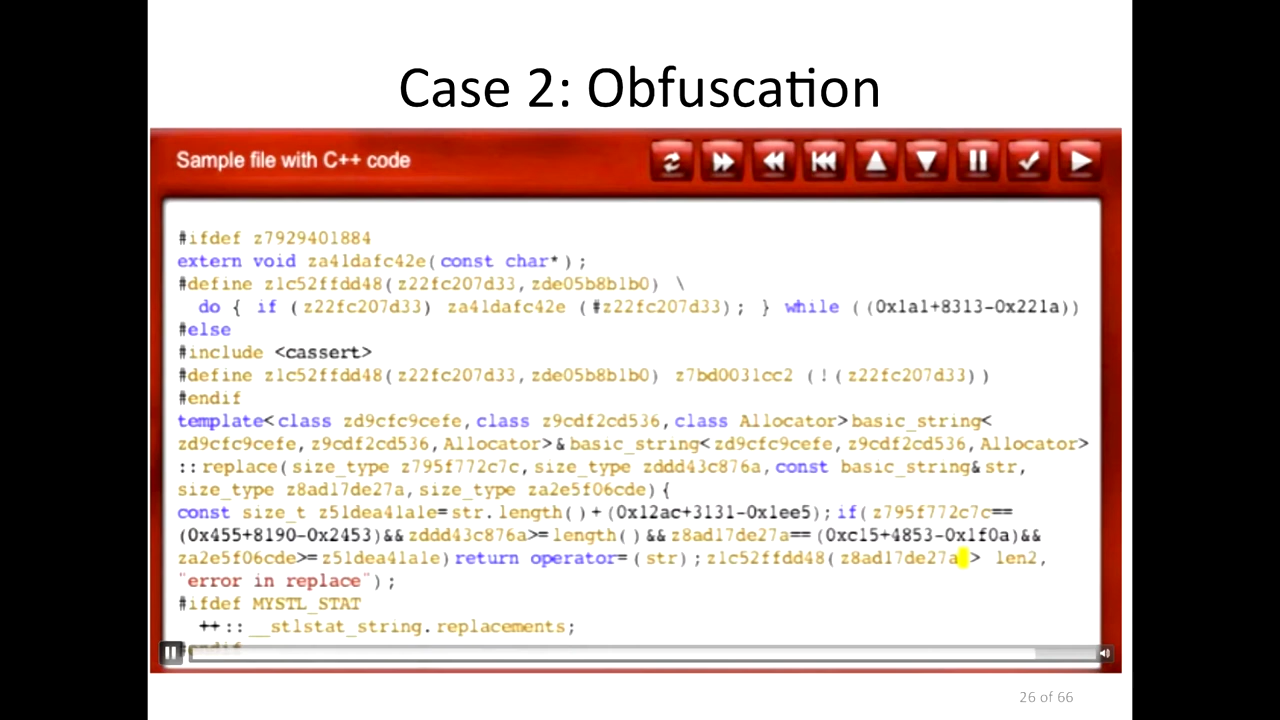 Case 2: Obfuscation
Sample file with C++ code
#ifdef z7929401884
extern void za41dafc42e(const char*);
#define z1c52ffdd48(z22fc207d33,zde05b8b1b0) \
do { if (z22fc207d33) za41dafc42e (#z22fc207d33); } while ((0x1a1+8313-0x221a))
#else
#include <cassert>
#define z1c52ffdd48(z22fc207d33,zde05b8b1b0) z7bd0031cc2 (!(z22fc207d33))
#endif
template<class zd9cfc9cefe,class z9cdf2cd536,class Allocator>basic_string<
zd9cfc9cefe,z9cdf2cd536,Allocator>&basic_string<zd9cfc9cefe,z9cdf2cd536,Allocator>
::replace(size_type z795f772c7c,size_type zddd43c876a,const basic_string&str,
size_type z8ad17de27a,size_type za2e5f06cde){
const size_t z51dea41a1e=str.length()+(0x12ac+3131-0x1ee5);if(z795f772c7c==
(0x455+8190-0x2453)&&zddd43c876a>=length()&&z8ad17de27a==(0xc15+4853-0x1f0a)&&
za2e5f06cde>=z51dea41a1e)return operator=(str);z1c52ffdd48(z8ad17de27a > len2,
"error in replace");
#ifdef MYSTL_STAT
++::__stlstat_string.replacements;
#endif
26 of 66